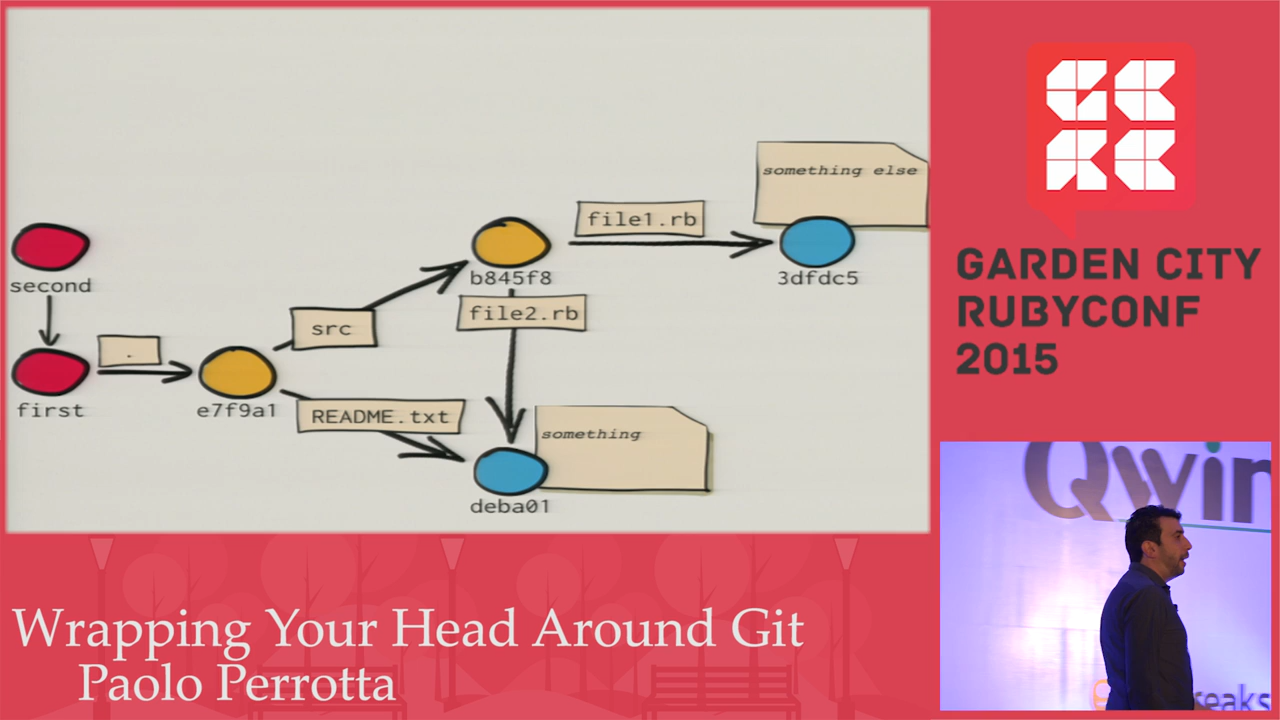 something else
file1.rb
second
b845f8
3dfdc5
file2.rb
src
.
first
e7f9a1
README.txt
something
deba01
GARDEN CITY
RUBYCONF
2015
Qwin
reaks
Wrapping Your Head Around Git
Paolo Perrotta